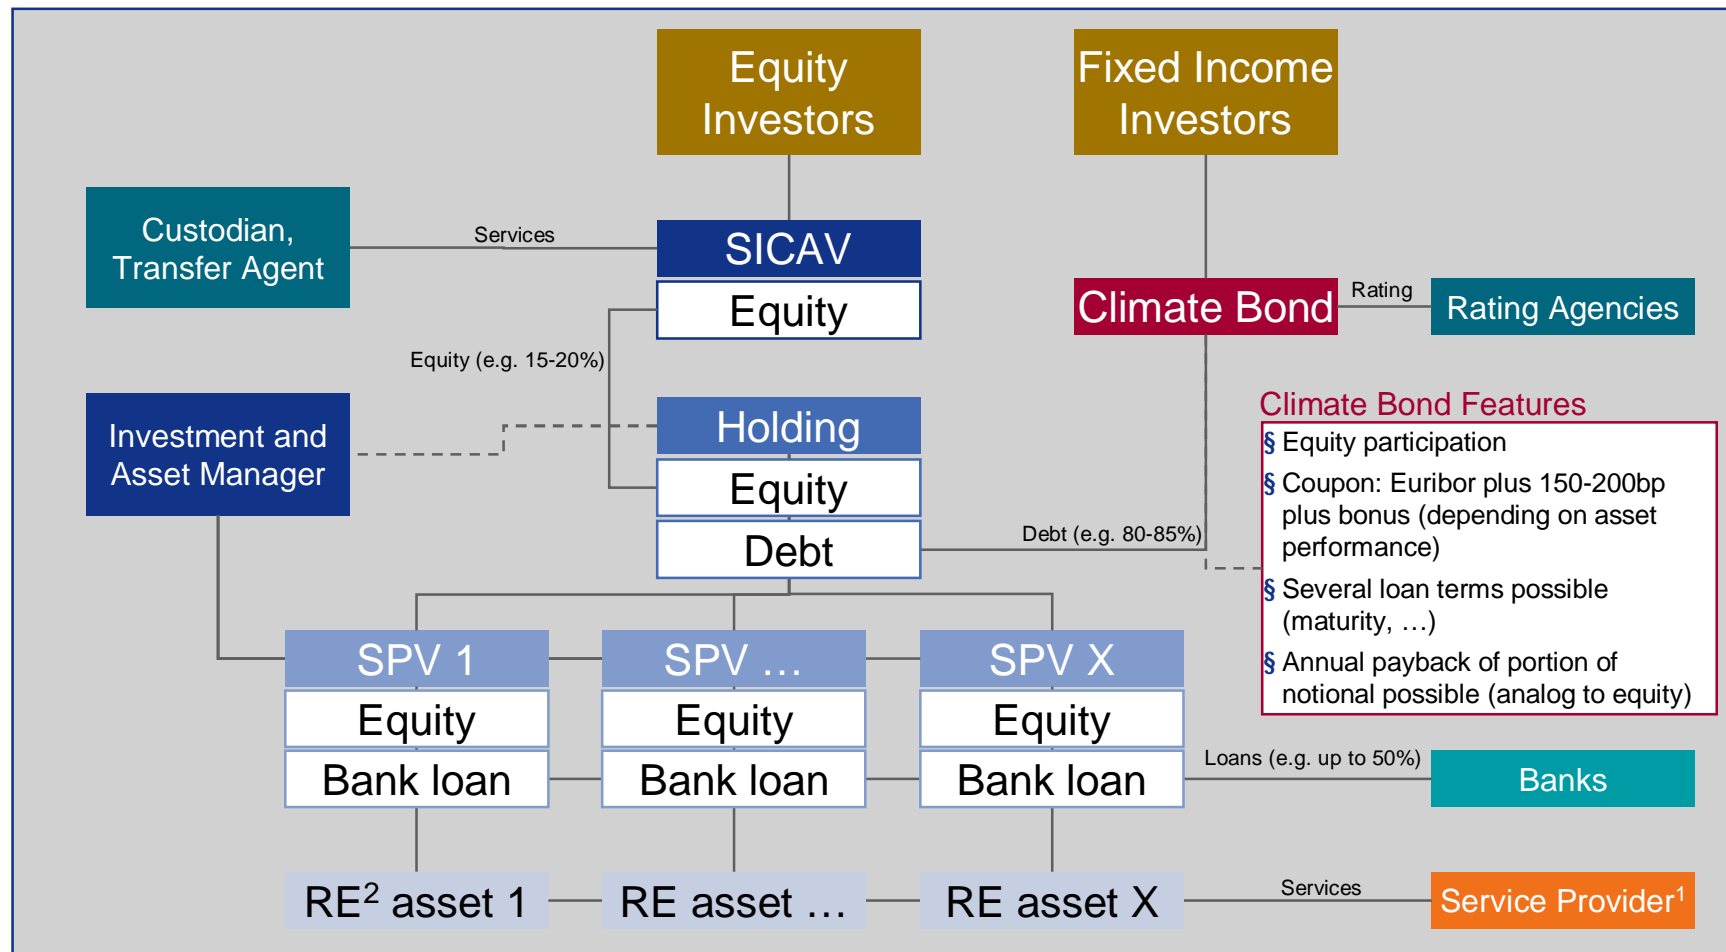 Equity
Investors
Fixed Income
Investors
Custodian,
Transfer Agent
Services
SICAV
Equity
Climate Bond
Rating
Rating Agencies
Equity (e.g. 15-20%)
Investment and
Asset Manager
Holding
Equity
Debt
Debt (e.g. 80-85%)
Climate Bond Features
§ Equity participation
§ Coupon: Euribor plus 150-200bp
plus bonus (depending on asset
performance)
§ Several loan terms possible
(maturity, …)
§ Annual payback of portion of
notional possible (analog to equity)
SPV 1
SPV …
SPV X
Equity
Equity
Equity
Bank loan
Bank loan
Bank loan
Loans (e.g. up to 50%)
Banks
RE² asset 1
RE asset …
RE asset X
Services
Service Provider¹